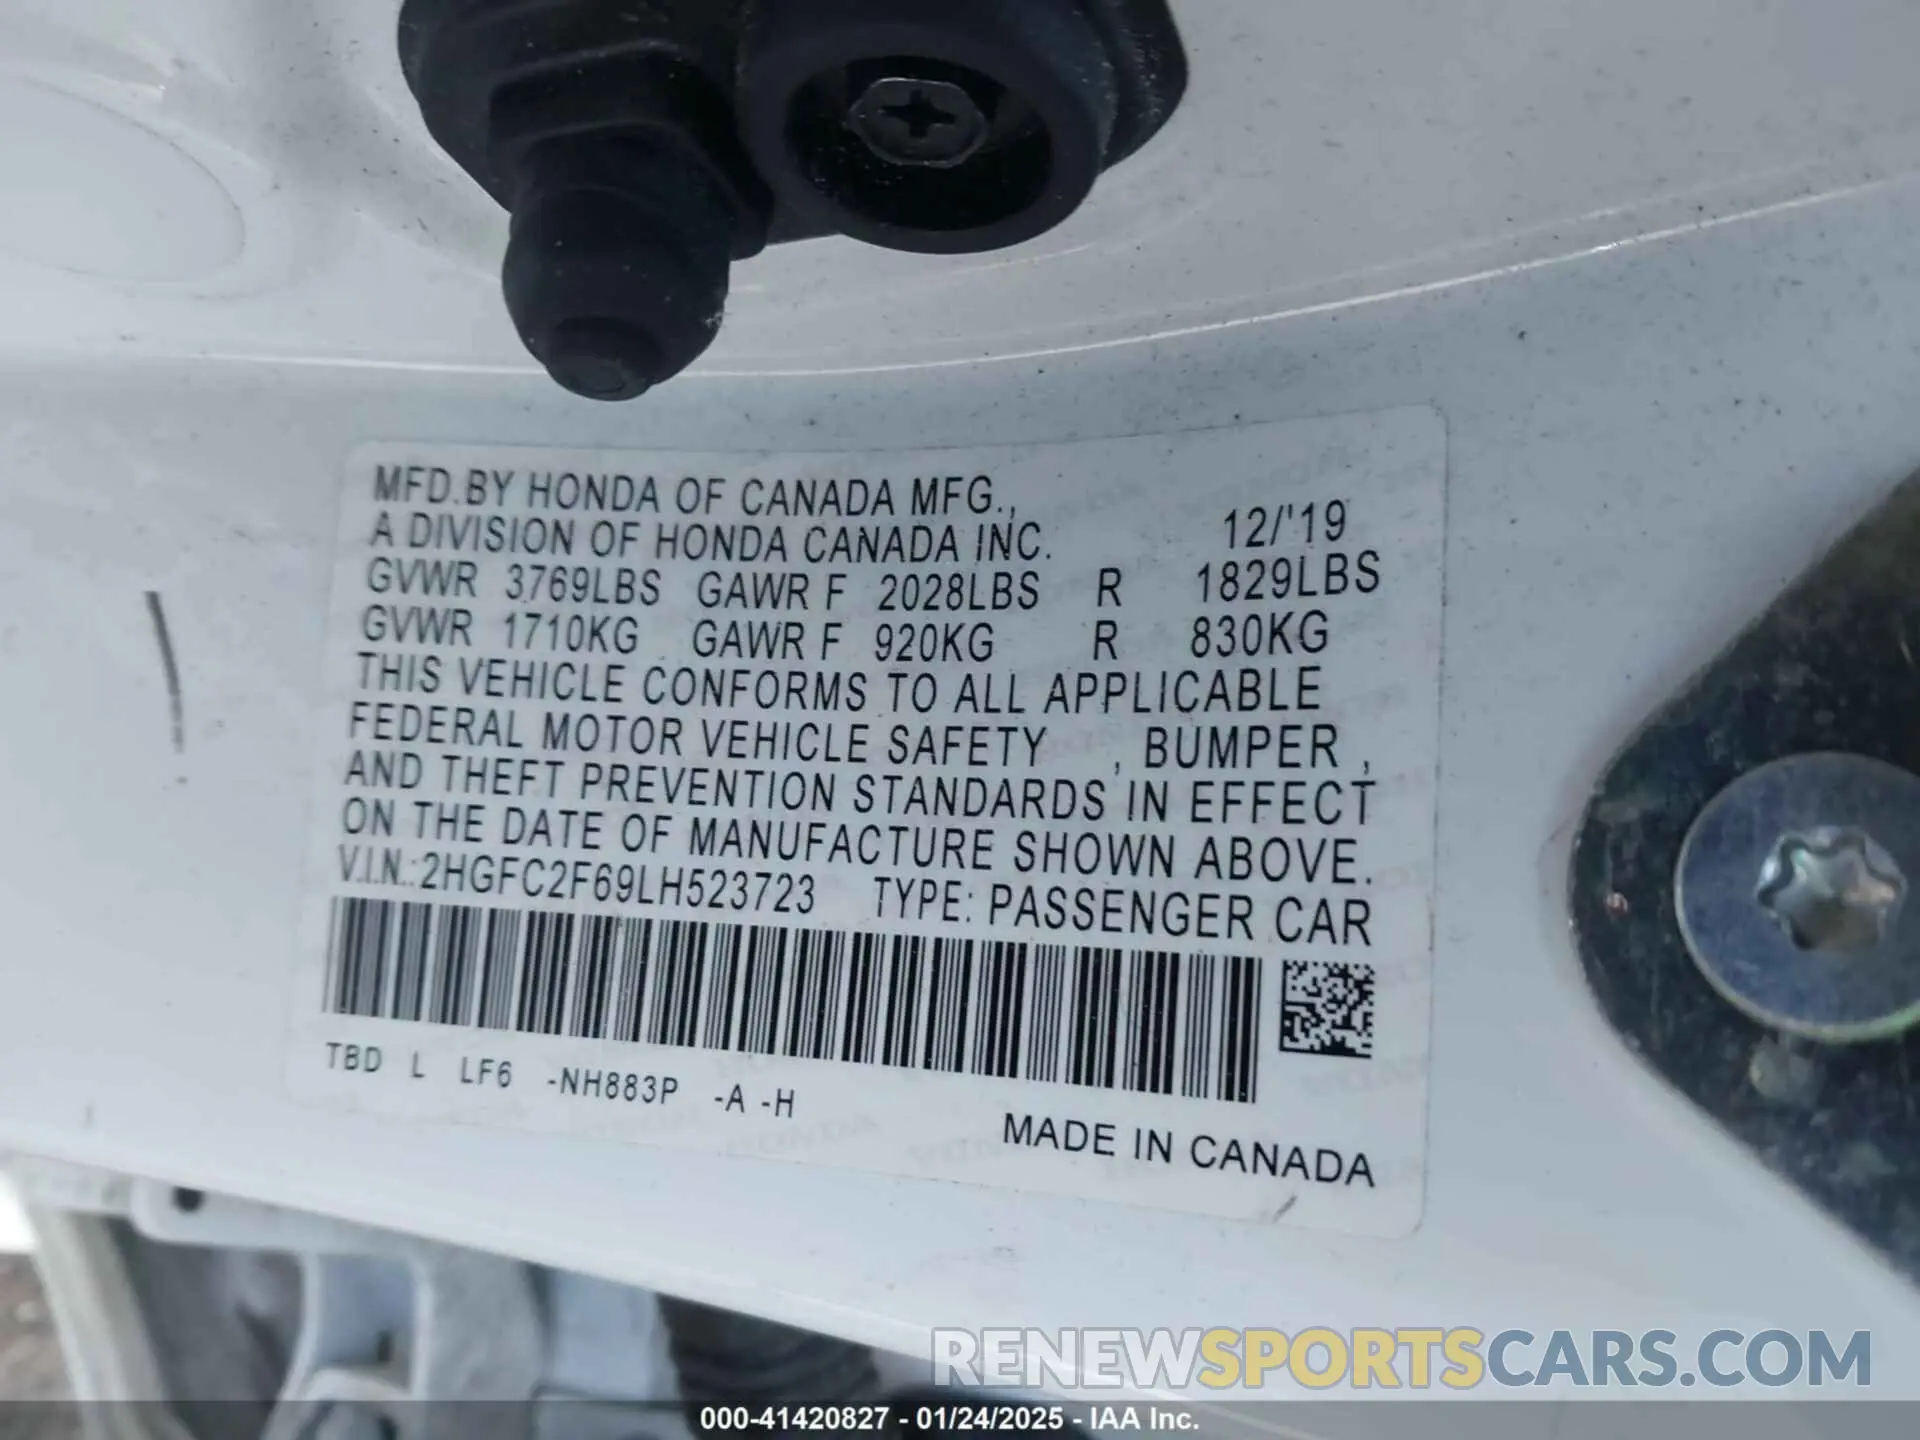 MFD.BY HONDA OF CANADA MFG.,
A DIVISION OF HONDA CANADA INC. 12/'19
GVWR 3769LBS GAWR F 2028LBS R 1829LBS
GVWR 1710KG GAWR F 920KG R 830KG
THIS VEHICLE CONFORMS TO ALL APPLICABLE
FEDERAL MOTOR VEHICLE SAFETY , BUMPER ,
AND THEFT PREVENTION STANDARDS IN EFFECT
ON THE DATE OF MANUFACTURE SHOWN ABOVE.
V.I.N.:2HGFC2F69LH523723 TYPE: PASSENGER CAR
TBD L LF6 -NH883P -A -H
MADE IN CANADA
RENEWSPORTSCARS.COM
000-41420827 - 01/24/2025 - IAA Inc.